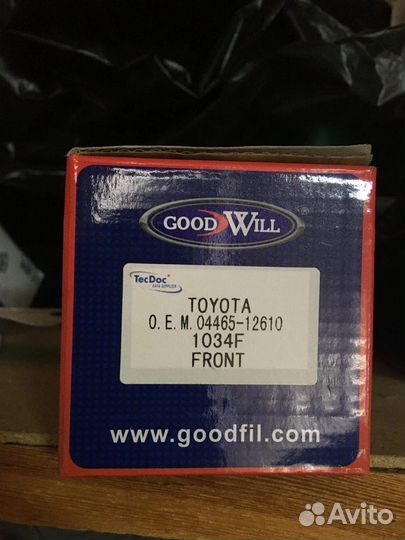 GOOD WILL
TecDoc
DATA SUPPLIER
TOYOTA
O.E.M.04465-12610
1034F
FRONT
www.goodfil.com
Avito